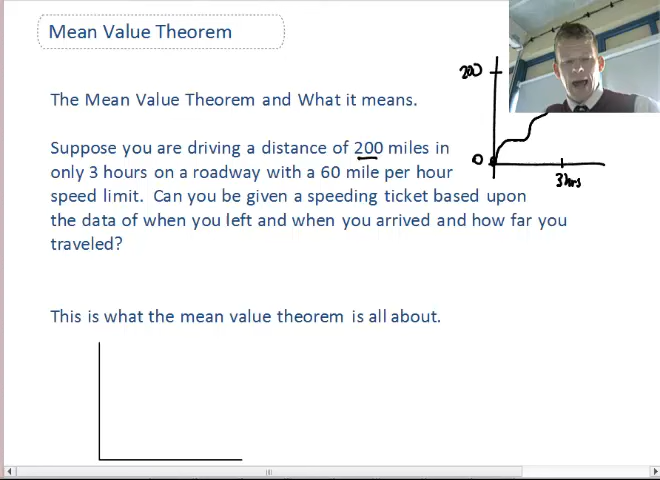 Mean Value Theorem
The Mean Value Theorem and What it means.
200
Suppose you are driving a distance of 200 miles in
only 3 hours on a roadway with a 60 mile per hour
speed limit. Can you be given a speeding ticket based upon
the data of when you left and when you arrived and how far you
traveled?
0
3 hrs
This is what the mean value theorem is all about.